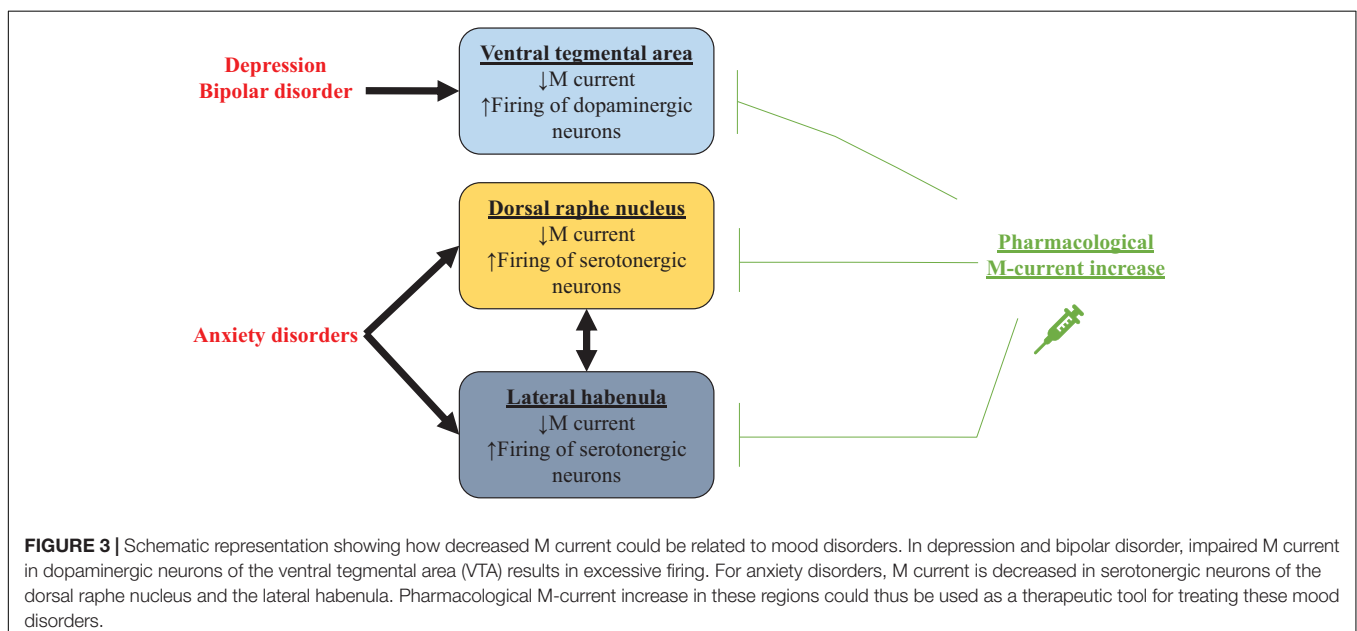 Depression
Bipolar disorder
Ventral tegmental area
↓M current
↑Firing of dopaminergic
neurons
Dorsal raphe nucleus
↓M current
↑Firing of serotonergic
neurons
Anxiety disorders
Lateral habenula
↓M current
↑Firing of serotonergic
neurons
Pharmacological
M-current increase
FIGURE 3 | Schematic representation showing how decreased M current could be related to mood disorders. In depression and bipolar disorder, impaired M current
in dopaminergic neurons of the ventral tegmental area (VTA) results in excessive firing. For anxiety disorders, M current is decreased in serotonergic neurons of the
dorsal raphe nucleus and the lateral habenula. Pharmacological M-current increase in these regions could thus be used as a therapeutic tool for treating these mood
disorders.